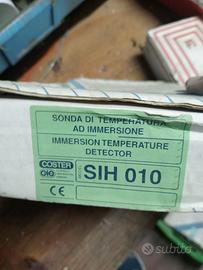 SONDA DI TEMPERATURA
AD IMMERSIONE
IMMERSION TEMPERATURE
DETECTOR
COSTER
SIH 010
CE
subito